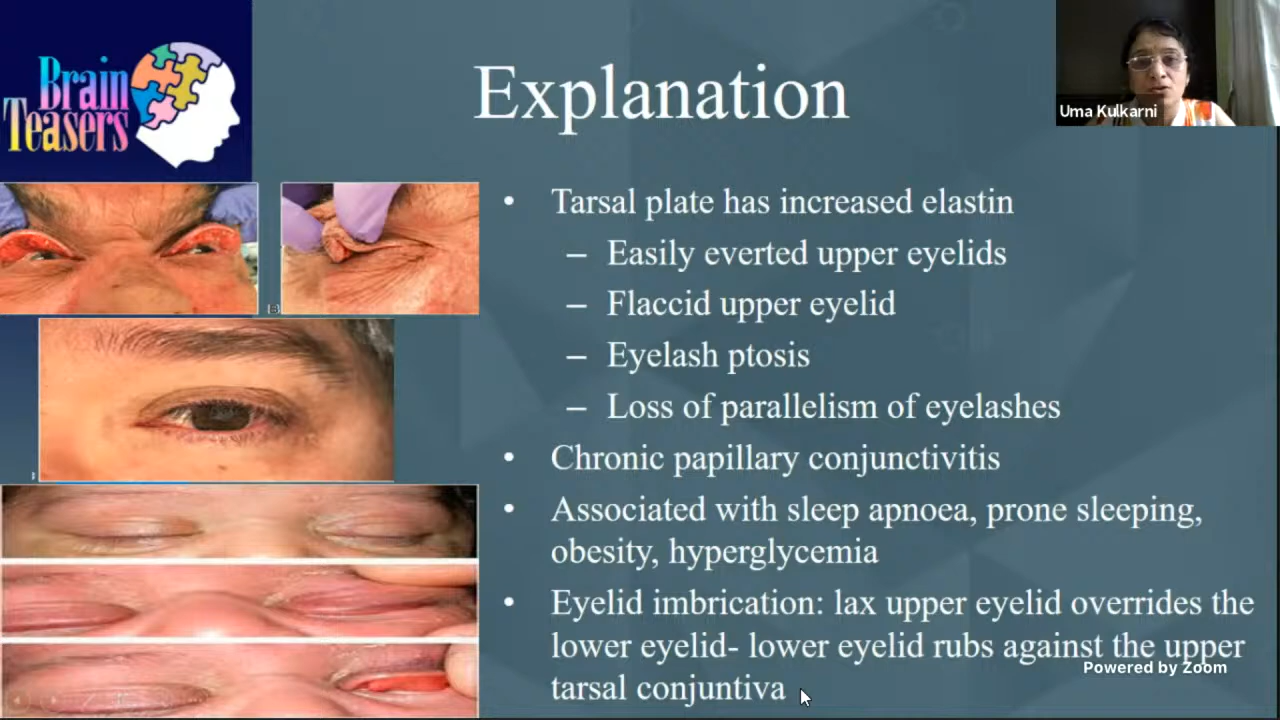 Brain
Teasers
Explanation
Uma Kulkarni
• Tarsal plate has increased elastin
– Easily everted upper eyelids
– Flaccid upper eyelid
– Eyelash ptosis
– Loss of parallelism of eyelashes
• Chronic papillary conjunctivitis
• Associated with sleep apnoea, prone sleeping,
obesity, hyperglycemia
• Eyelid imbrication: lax upper eyelid overrides the
lower eyelid- lower eyelid rubs against the upper
Powered by Zoom
tarsal conjuntiva